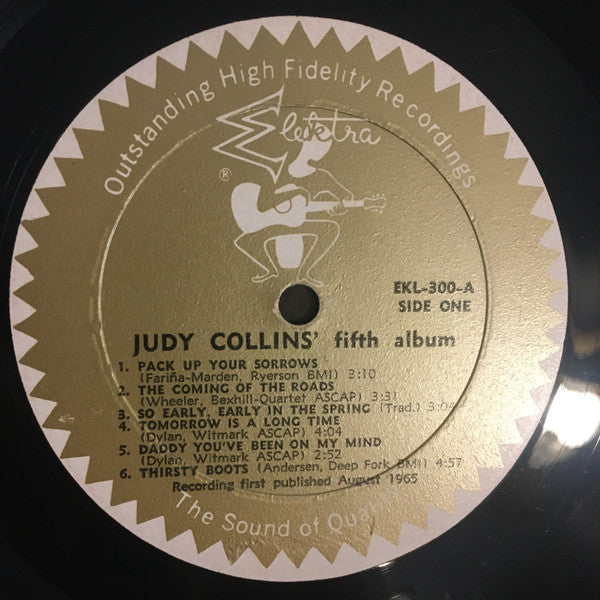 Outstanding High Fidelity Recordings
Elektra
®
EKL-300-A
SIDE ONE
JUDY COLLINS' fifth album
1. PACK UP YOUR SORROWS
(Fariña-Marden, Ryerson BMI) 3:10
2. THE COMING OF THE ROADS
(Wheeler, Bexhill-Quartet ASCAP) 3:31
3. SO EARLY, EARLY IN THE SPRING (Trad.) 3:04
4. TOMORROW IS A LONG TIME
(Dylan, Witmark ASCAP) 4:04
5. DADDY YOU'VE BEEN ON MY MIND
(Dylan, Witmark ASCAP) 2:52
6. THIRSTY BOOTS (Andersen, Deep Fork BMI) 4:57
Recording first published August 1965
The Sound of